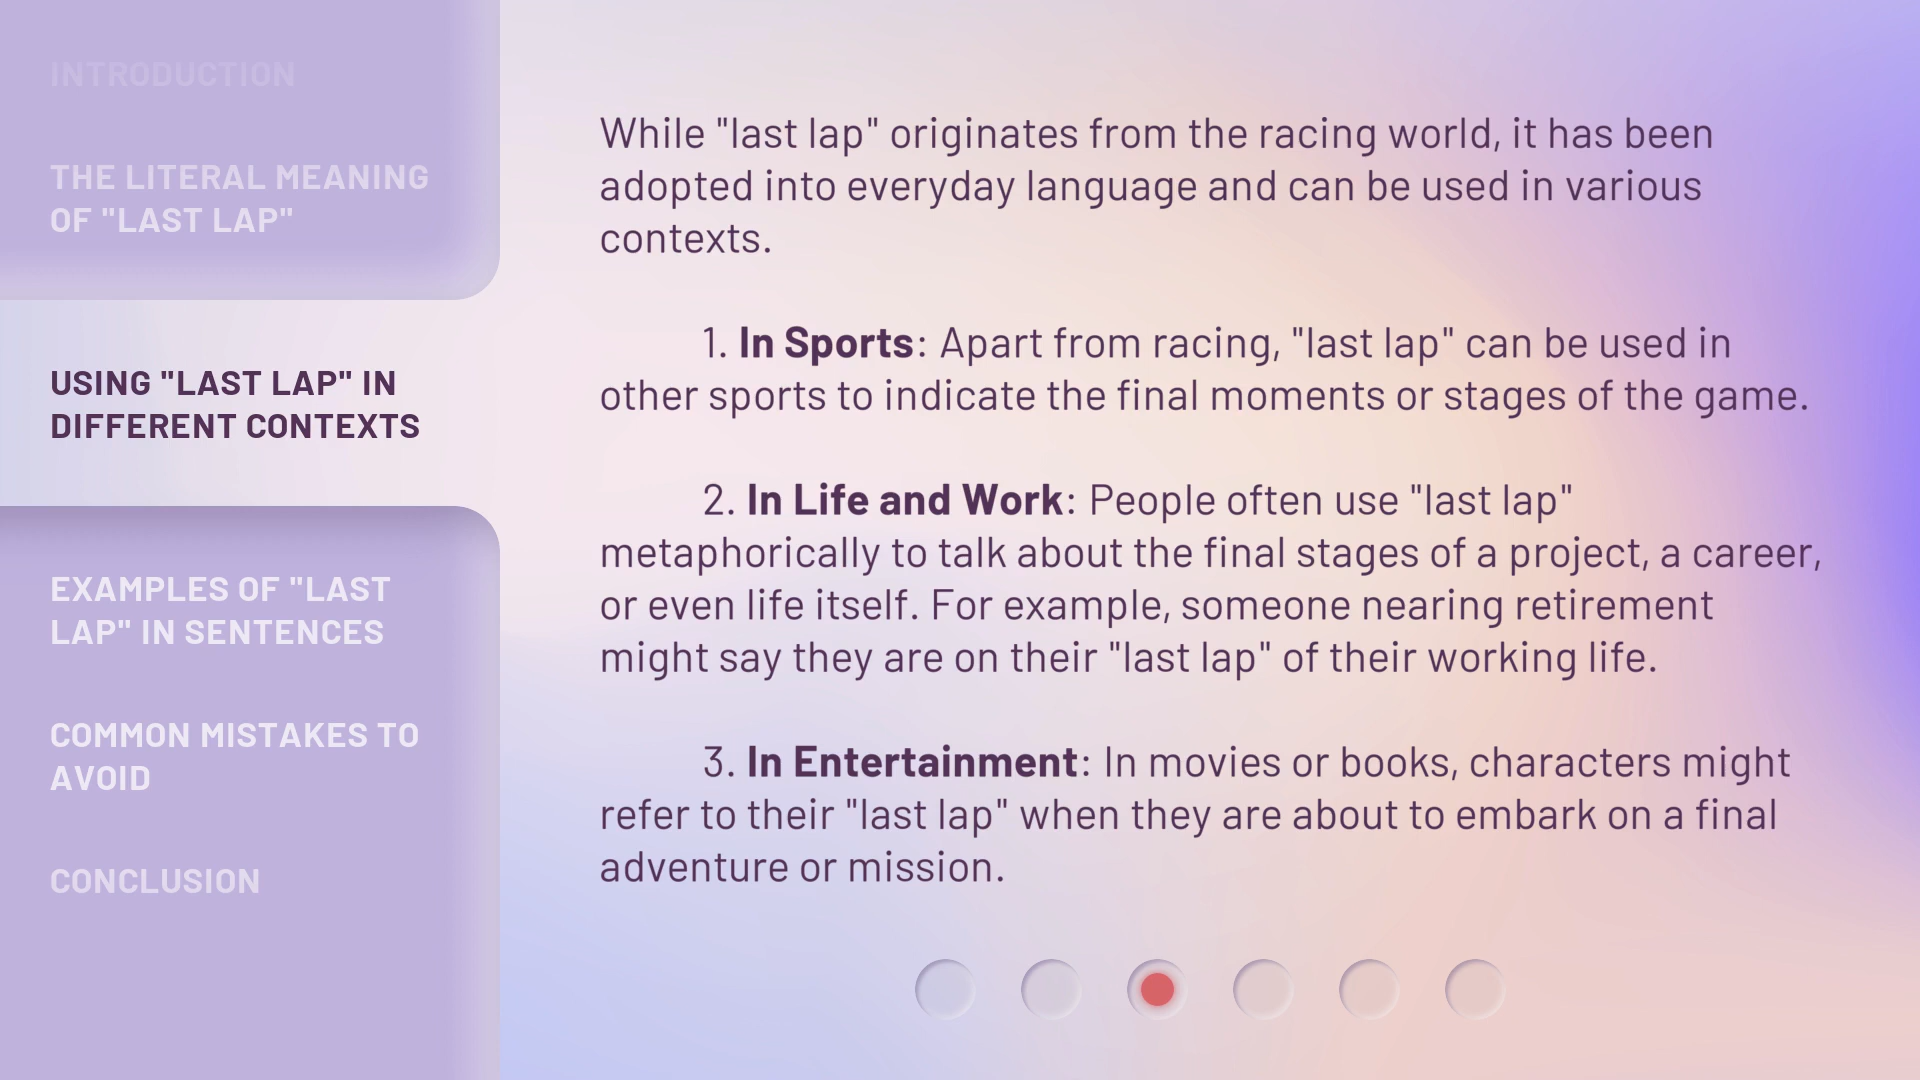 INTRODUCTION
THE LITERAL MEANING
OF "LAST LAP"
USING "LAST LAP" IN
DIFFERENT CONTEXTS
EXAMPLES OF "LAST
LAP" IN SENTENCES
COMMON MISTAKES TO
AVOID
CONCLUSION
While "last lap" originates from the racing world, it has been
adopted into everyday language and can be used in various
contexts.
1. In Sports: Apart from racing, "last lap" can be used in
other sports to indicate the final moments or stages of the game.
2. In Life and Work: People often use "last lap"
metaphorically to talk about the final stages of a project, a career,
or even life itself. For example, someone nearing retirement
might say they are on their "last lap" of their working life.
3. In Entertainment: In movies or books, characters might
refer to their "last lap" when they are about to embark on a final
adventure or mission.